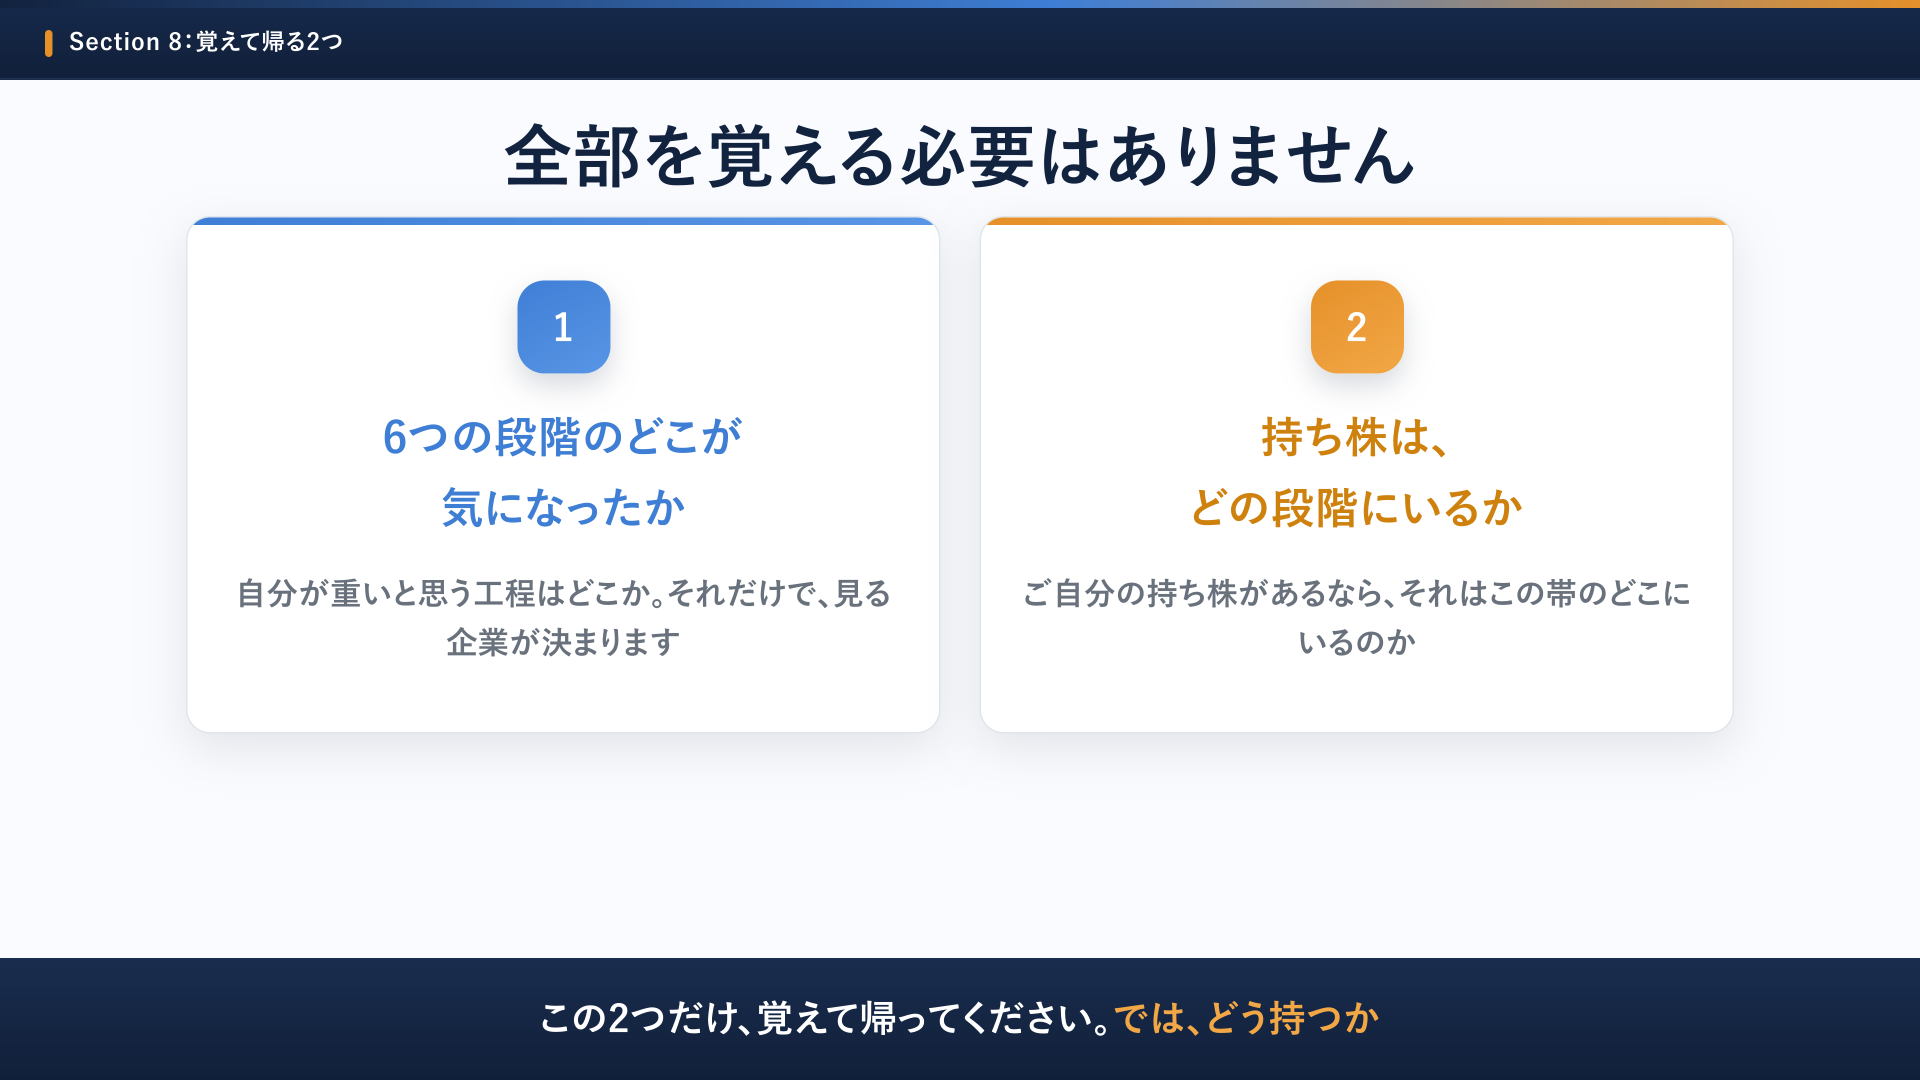 Section 8：覚えて帰る2つ
全部を覚える必要はありません
1
6つの段階のどこが
気になったか
自分が重いと思う工程はどこか。それだけで、見る
企業が決まります
2
持ち株は、
どの段階にいるか
ご自分の持ち株があるなら、それはこの帯のどこに
いるのか
この2つだけ、覚えて帰ってください。では、どう持つか